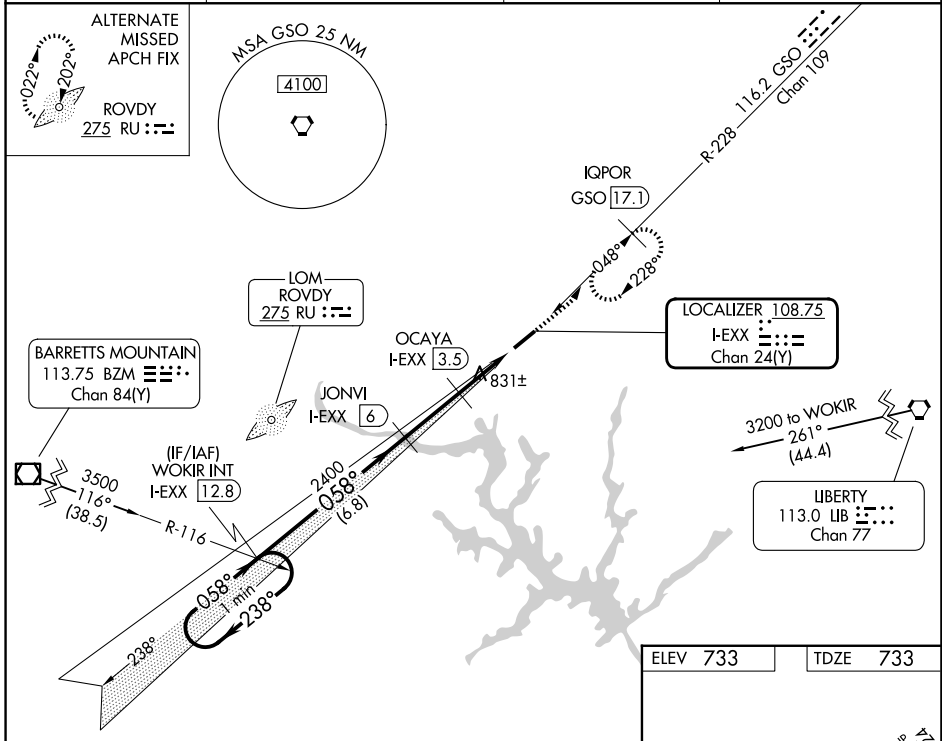 ALTERNATE
MISSED
APCH FIX
022°
202°
ROVDY
275 RU
MSA GSO 25 NM
4100
116.2 GSO
Chan 109
R-228
IQPOR
GSO 17.1
048°
228°
LOM
ROVDY
275 RU
LOCALIZER 108.75
I-EXX
Chan 24(Y)
OCAYA
I-EXX 3.5
831±
BARRETTS MOUNTAIN
113.75 BZM
Chan 84(Y)
JONVI
I-EXX 6
3200 to WOKIR
261°
(44.4)
(IF/IAF)
WOKIR INT
I-EXX 12.8
2400
058°
(6.8)
3500
116°
(38.5)
R-116
LIBERTY
113.0 LIB
Chan 77
058°
1 min
238°
238°
ELEV 733
TDZE 733